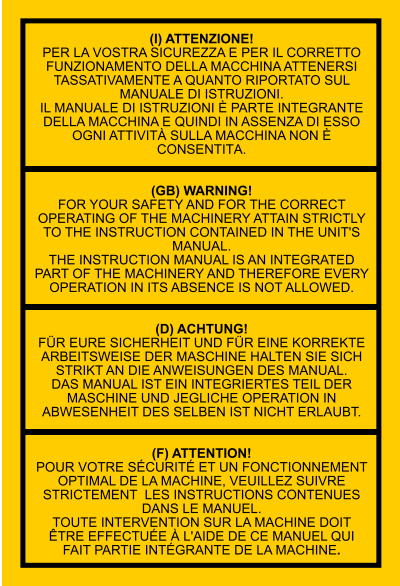 (I) ATTENZIONE!
PER LA VOSTRA SICUREZZA E PER IL CORRETTO
FUNZIONAMENTO DELLA MACCHINA ATTENERSI
TASSATIVAMENTE A QUANTO RIPORTATO SUL
MANUALE DI ISTRUZIONI.
IL MANUALE DI ISTRUZIONI È PARTE INTEGRANTE
DELLA MACCHINA E QUINDI IN ASSENZA DI ESSO
OGNI ATTIVITÀ SULLA MACCHINA NON È
CONSENTITA.
(GB) WARNING!
FOR YOUR SAFETY AND FOR THE CORRECT
OPERATING OF THE MACHINERY ATTAIN STRICTLY
TO THE INSTRUCTION CONTAINED IN THE UNIT'S
MANUAL.
THE INSTRUCTION MANUAL IS AN INTEGRATED
PART OF THE MACHINERY AND THEREFORE EVERY
OPERATION IN ITS ABSENCE IS NOT ALLOWED.
(D) ACHTUNG!
FÜR EURE SICHERHEIT UND FÜR EINE KORREKTE
ARBEITSWEISE DER MASCHINE HALTEN SIE SICH
STRIKT AN DIE ANWEISUNGEN DES MANUAL.
DAS MANUAL IST EIN INTEGRIERTES TEIL DER
MASCHINE UND JEGLICHE OPERATION IN
ABWESENHEIT DES SELBEN IST NICHT ERLAUBT.
(F) ATTENTION!
POUR VOTRE SÉCURITÉ ET UN FONCTIONNEMENT
OPTIMAL DE LA MACHINE, VEUILLEZ SUIVRE
STRICTEMENT LES INSTRUCTIONS CONTENUES
DANS LE MANUEL.
TOUTE INTERVENTION SUR LA MACHINE DOIT
ÊTRE EFFECTUÉE À L'AIDE DE CE MANUEL QUI
FAIT PARTIE INTÉGRANTE DE LA MACHINE.